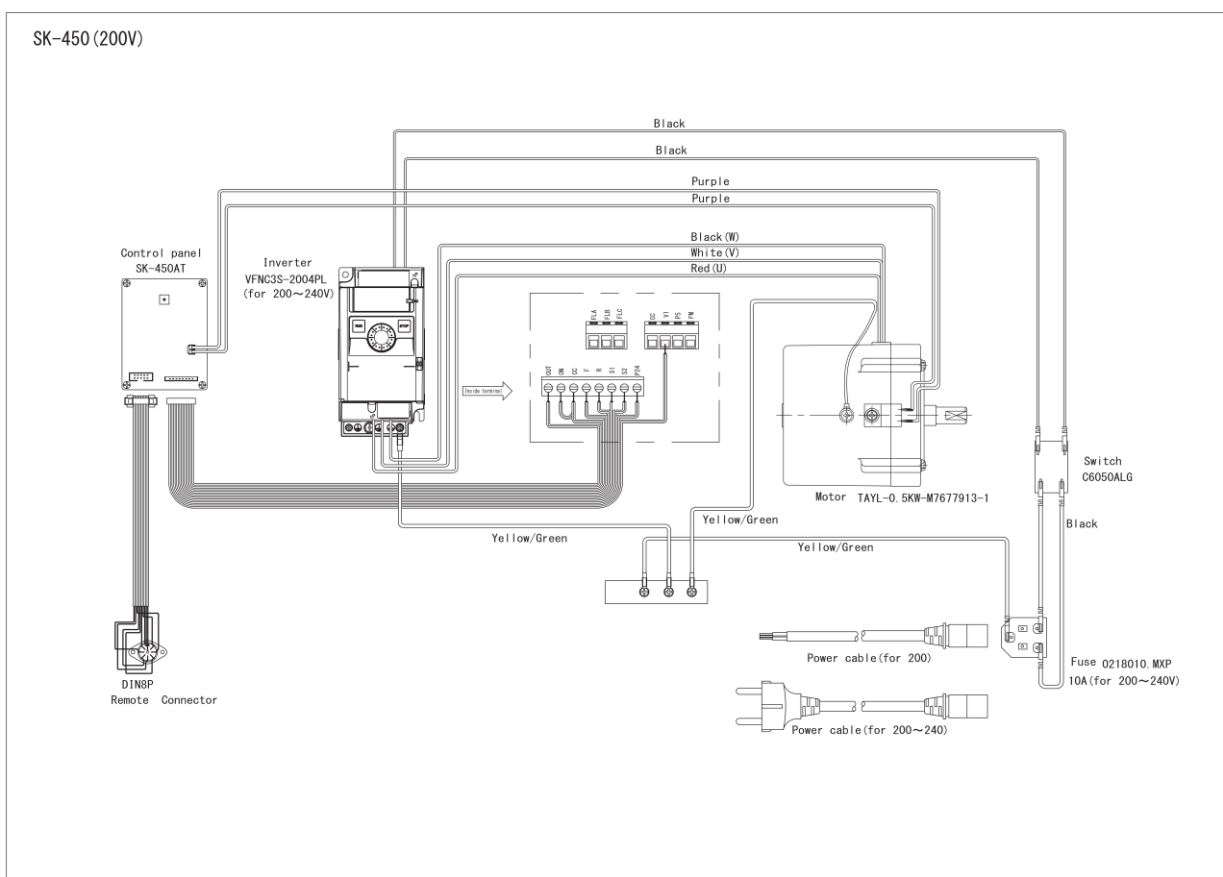 SK-450(200V)
Black
Black
Purple
Purple
Black(W)
White(V)
Red(U)
Control panel
SK-450AT
Inverter
VFNC3S-2004PL
(for 200～240V)
RUN
STOP
FLA
FLB
FLC
CC
VI
P5
FM
Inside terminal
OUT
CC
F
R
S1
S2
P24
Motor TAYL-0.5KW-M7677913-1
Switch
C6050ALG
Black
Yellow/Green
Yellow/Green
Yellow/Green
Power cable(for 200)
Fuse 0218010.MXP
10A(for 200～240V)
Power cable(for 200～240)
DIN8P
Remote Connector